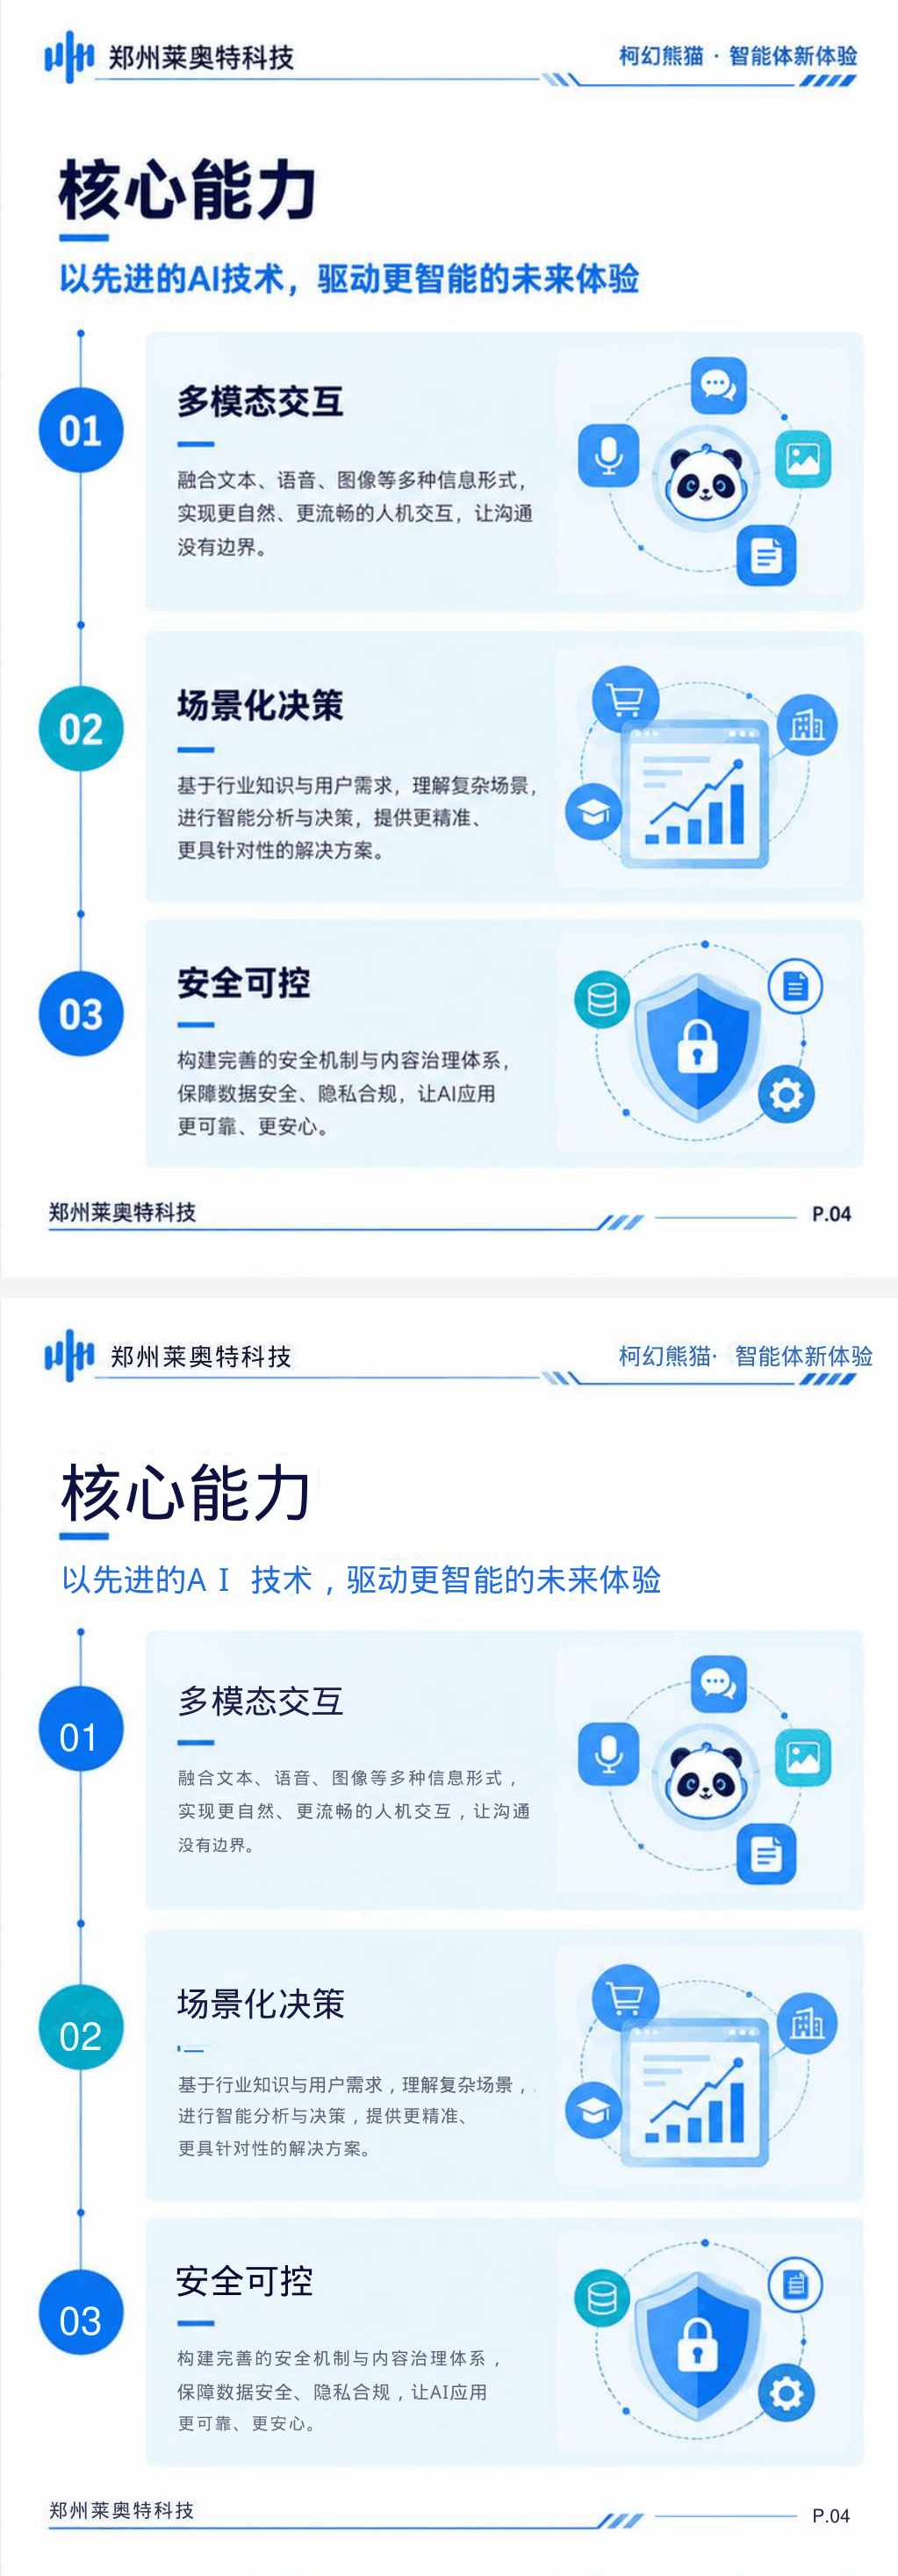 郑州莱奥特科技
柯幻熊猫 · 智能体新体验
核心能力
以先进的AI技术，驱动更智能的未来体验
01
多模态交互
融合文本、语音、图像等多种信息形式，
实现更自然、更流畅的人机交互，让沟通
没有边界。
02
场景化决策
基于行业知识与用户需求，理解复杂场景，
进行智能分析与决策，提供更精准、
更具针对性的解决方案。
03
安全可控
构建完善的安全机制与内容治理体系，
保障数据安全、隐私合规，让AI应用
更可靠、更安心。
郑州莱奥特科技
P.04
郑州莱奥特科技
柯幻熊猫· 智能体新体验
核心能力
以先进的A I 技术，驱动更智能的未来体验
01
多模态交互
融合文本、语音、图像等多种信息形式，
实现更自然、更流畅的人机交互，让沟通
没有边界。
02
场景化决策
基于行业知识与用户需求，理解复杂场景，
进行智能分析与决策，提供更精准、
更具针对性的解决方案。
03
安全可控
构建完善的安全机制与内容治理体系，
保障数据安全、隐私合规，让AI应用
更可靠、更安心。
郑州莱奥特科技
P.04